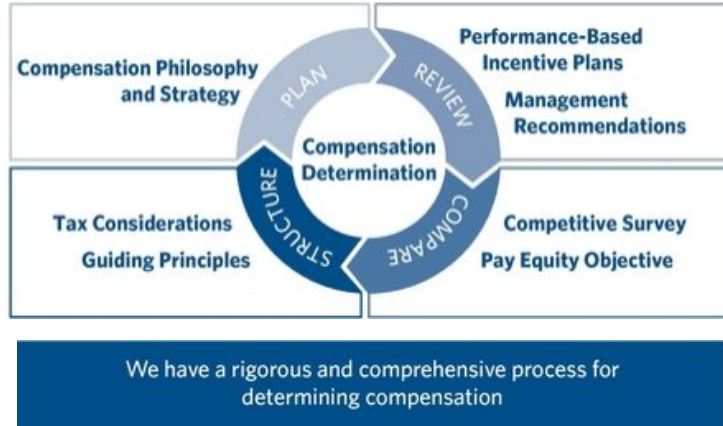 Compensation Philosophy
and Strategy
PLAN
Performance-Based
Incentive Plans
Management
Recommendations
REVIEW
Compensation
Determination
Tax Considerations
Guiding Principles
STRUCTURE
Competitive Survey
Pay Equity Objective
COMPARE
We have a rigorous and comprehensive process for
determining compensation